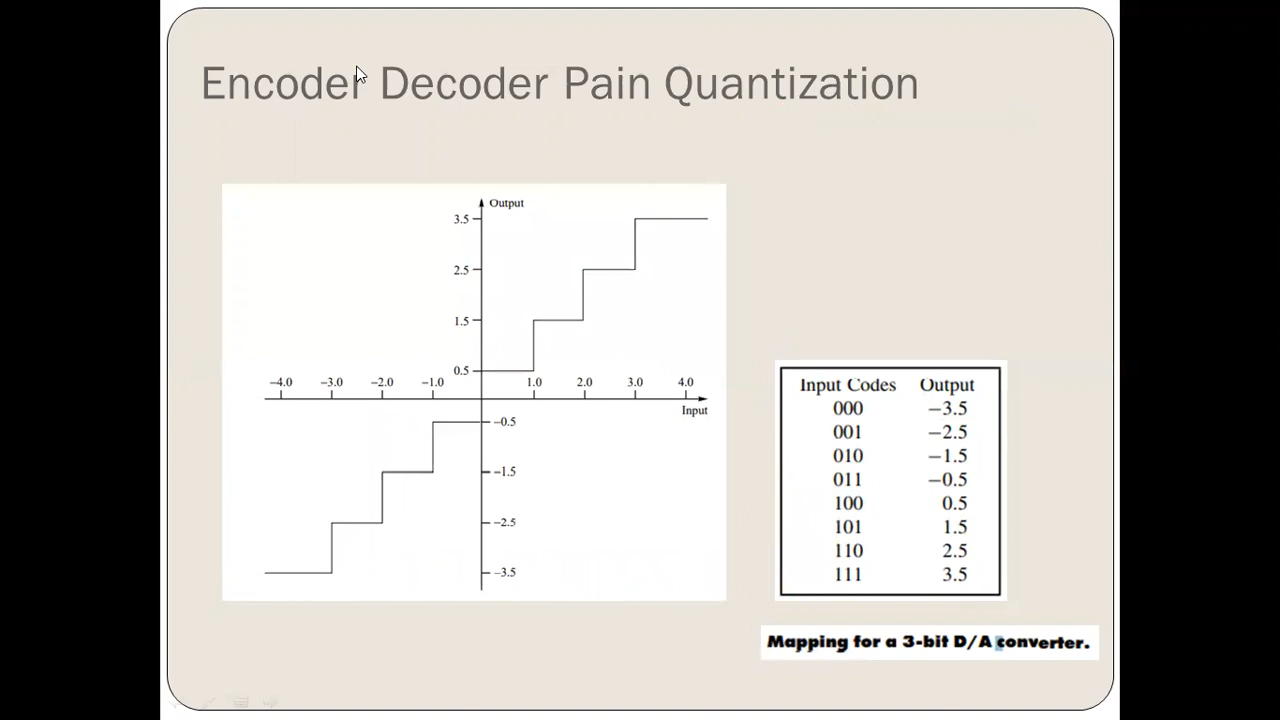 Encoder Decoder Pain Quantization
Output
3.5
2.5
1.5
0.5
−4.0 −3.0 −2.0 −1.0 1.0 2.0 3.0 4.0
Input
−0.5
−1.5
−2.5
−3.5
Input Codes Output
000 −3.5
001 −2.5
010 −1.5
011 −0.5
100 0.5
101 1.5
110 2.5
111 3.5
Mapping for a 3-bit D/A converter.